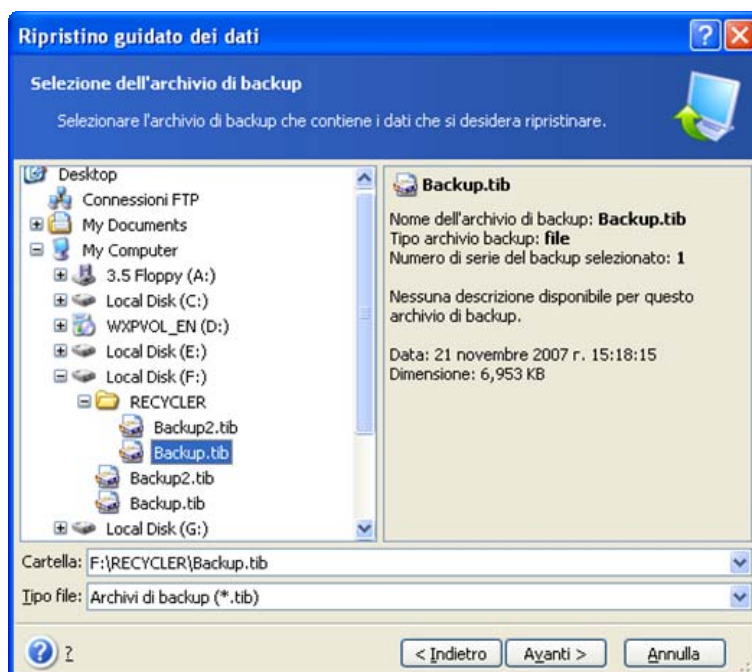 Ripristino guidato dei dati
Selezione dell'archivio di backup
Selezionare l'archivio di backup che contiene i dati che si desidera ripristinare.
Desktop
Connessioni FTP
My Documents
My Computer
3.5 Floppy (A:)
Local Disk (C:)
WXPVOL_EN (D:)
Local Disk (E:)
Local Disk (F:)
RECYCLER
Backup2.tib
Backup.tib
Backup2.tib
Backup.tib
Local Disk (G:)
Backup.tib
Nome dell'archivio di backup: Backup.tib
Tipo archivio backup: file
Numero di serie del backup selezionato: 1
Nessuna descrizione disponibile per questo
archivio di backup.
Data: 21 novembre 2007 г. 15:18:15
Dimensione: 6,953 KB
Cartella: F:\RECYCLER\Backup.tib
Tipo file: Archivi di backup (*.tib)
?
< Indietro
Avanti >
Annulla